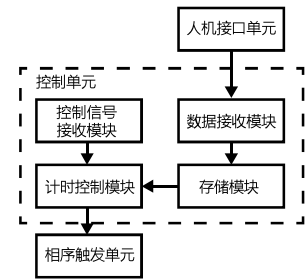 人机接口单元
控制单元
控制信号
接收模块
数据接收模块
计时控制模块
存储模块
相序触发单元